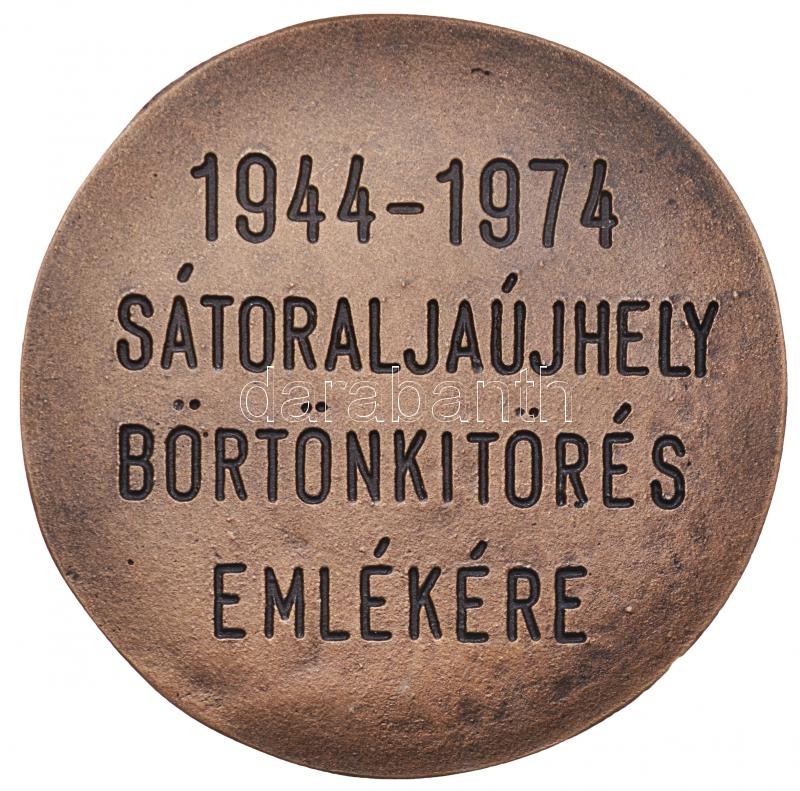 1944-1974
SÁTORALJAÚJHELY
BÖRTÖNKITÖRÉS
EMLÉKÉRE
darabanth